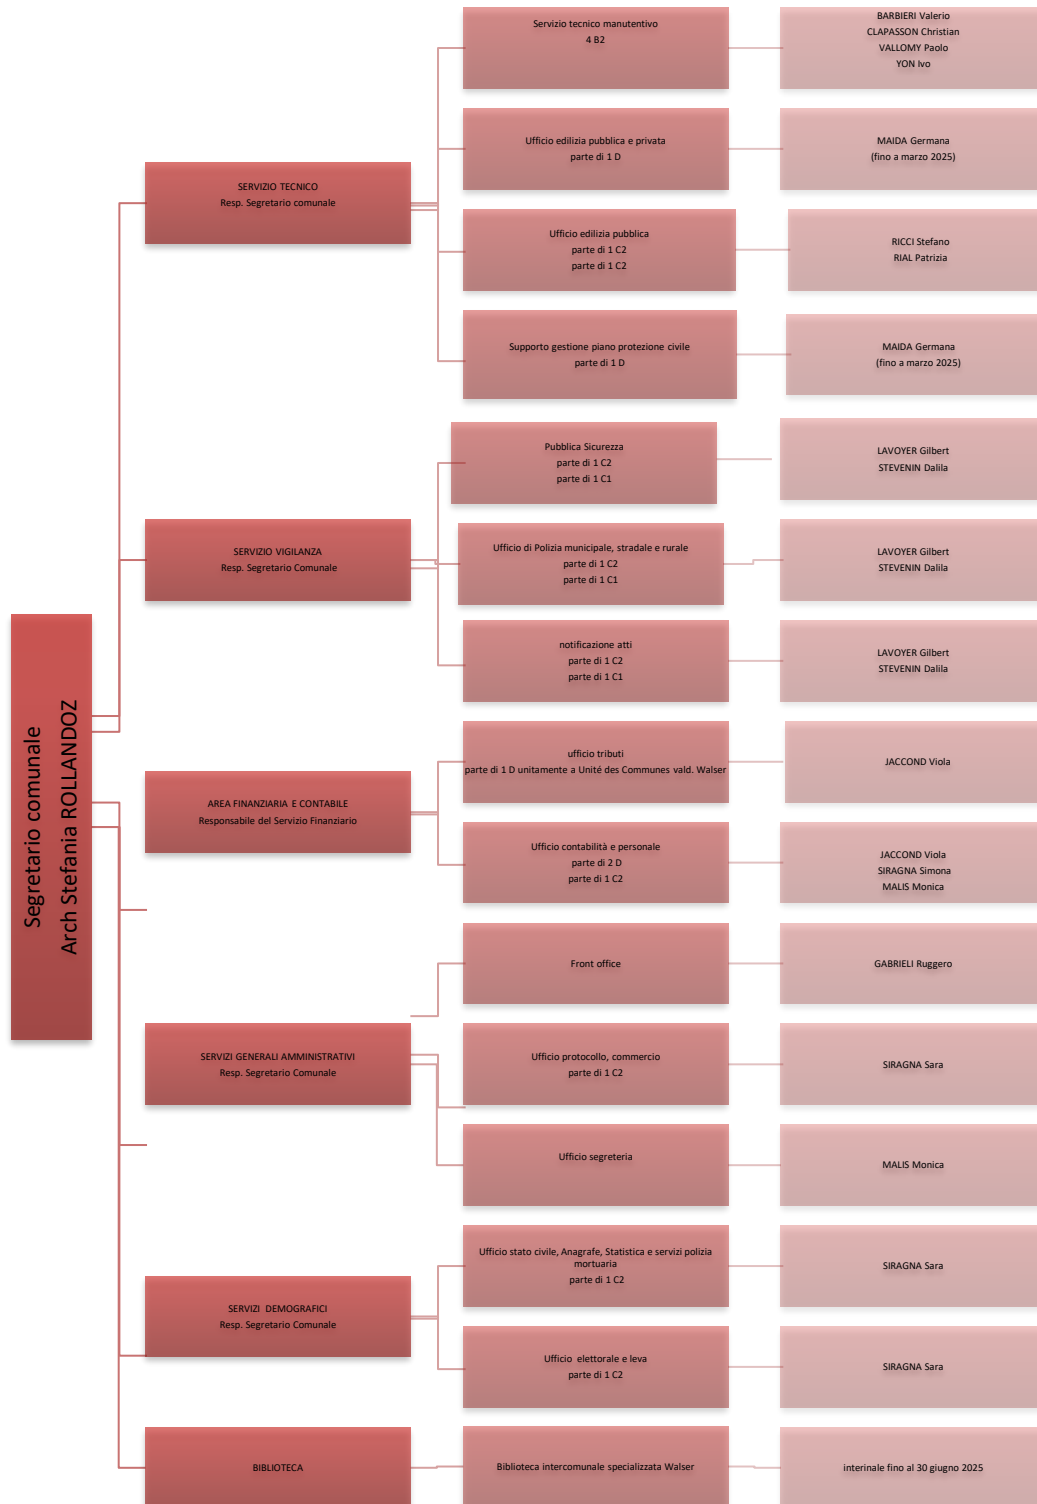 Segretario comunale
Arch Stefania ROLLANDOZ
SERVIZIO TECNICO
Resp. Segretario comunale
Servizio tecnico manutentivo
4 B2
BARBIERI Valerio
CLAPASSON Christian
VALLOMY Paolo
YON Ivo
Ufficio edilizia pubblica e privata
parte di 1 D
MAIDA Germana
(fino a marzo 2025)
Ufficio edilizia pubblica
parte di 1 C2
parte di 1 C2
RICCI Stefano
RIAL Patrizia
Supporto gestione piano protezione civile
parte di 1 D
MAIDA Germana
(fino a marzo 2025)
SERVIZIO VIGILANZA
Resp. Segretario Comunale
Pubblica Sicurezza
parte di 1 C2
parte di 1 C1
LAVOYER Gilbert
STEVENIN Dalila
Ufficio di Polizia municipale, stradale e rurale
parte di 1 C2
parte di 1 C1
LAVOYER Gilbert
STEVENIN Dalila
notificazione atti
parte di 1 C2
parte di 1 C1
LAVOYER Gilbert
STEVENIN Dalila
AREA FINANZIARIA E CONTABILE
Responsabile del Servizio Finanziario
ufficio tributi
parte di 1 D unitamente a Unité des Communes vald. Walser
JACCOND Viola
Ufficio contabilità e personale
parte di 2 D
parte di 1 C2
JACCOND Viola
SIRAGNA Simona
MALIS Monica
SERVIZI GENERALI AMMINISTRATIVI
Resp. Segretario Comunale
Front office
GABRIELI Ruggero
Ufficio protocollo, commercio
parte di 1 C2
SIRAGNA Sara
Ufficio segreteria
MALIS Monica
SERVIZI DEMOGRAFICI
Resp. Segretario Comunale
Ufficio stato civile, Anagrafe, Statistica e servizi polizia
mortuaria
parte di 1 C2
SIRAGNA Sara
Ufficio elettorale e leva
parte di 1 C2
SIRAGNA Sara
BIBLIOTECA
Biblioteca intercomunale specializzata Walser
interinale fino al 30 giugno 2025